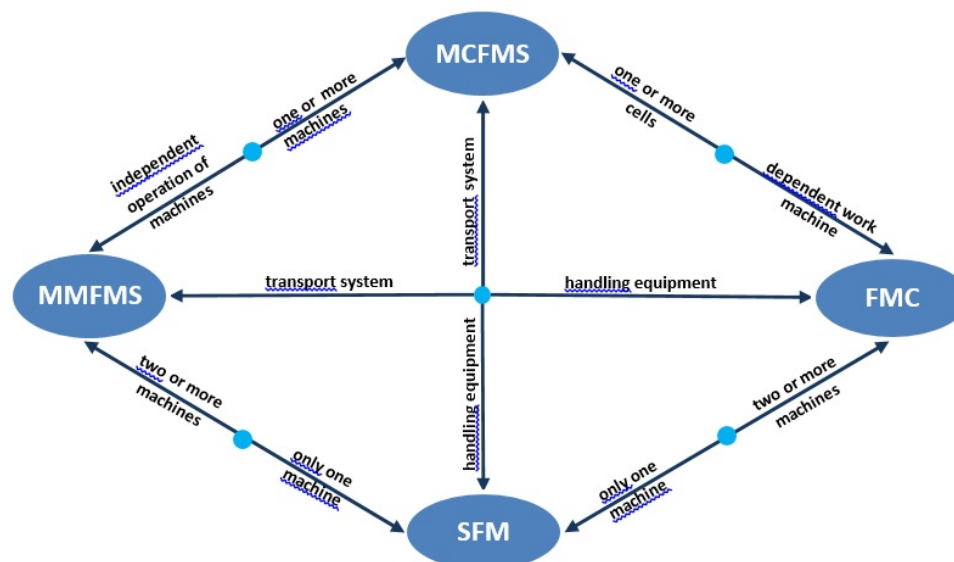 MCFMS
one or more
machines
one or more
cells
independent
operation of
machines
transport system
dependent work
machine
MMFMS
transport system
handling equipment
FMC
two or more
machines
handling equipment
two or more
machines
only one
machine
only one
machine
SFM